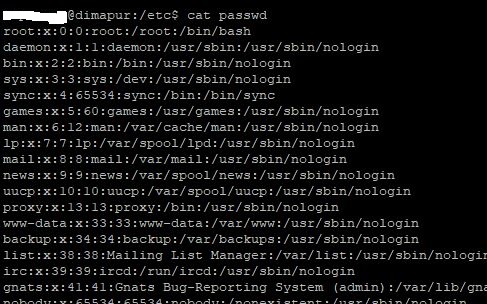 @dimapur:/etc$ cat passwd
root:x:0:0:root:/root:/bin/bash
daemon:x:1:1:daemon:/usr/sbin:/usr/sbin/nologin
bin:x:2:2:bin:/bin:/usr/sbin/nologin
sys:x:3:3:sys:/dev:/usr/sbin/nologin
sync:x:4:65534:sync:/bin:/bin/sync
games:x:5:60:games:/usr/games:/usr/sbin/nologin
man:x:6:12:man:/var/cache/man:/usr/sbin/nologin
lp:x:7:7:lp:/var/spool/lpd:/usr/sbin/nologin
mail:x:8:8:mail:/var/mail:/usr/sbin/nologin
news:x:9:9:news:/var/spool/news:/usr/sbin/nologin
uucp:x:10:10:uucp:/var/spool/uucp:/usr/sbin/nologin
proxy:x:13:13:proxy:/bin:/usr/sbin/nologin
www-data:x:33:33:www-data:/var/www:/usr/sbin/nologin
backup:x:34:34:backup:/var/backups:/usr/sbin/nologin
list:x:38:38:Mailing List Manager:/var/list:/usr/sbin/
irc:x:39:39:ircd:/run/ircd:/usr/sbin/nologin
gnats:x:41:41:Gnats Bug-Reporting System (admin):/var/lib/gna
nobody:x:65534:65534:nobody:/nonexistent:/usr/sbin/nologin